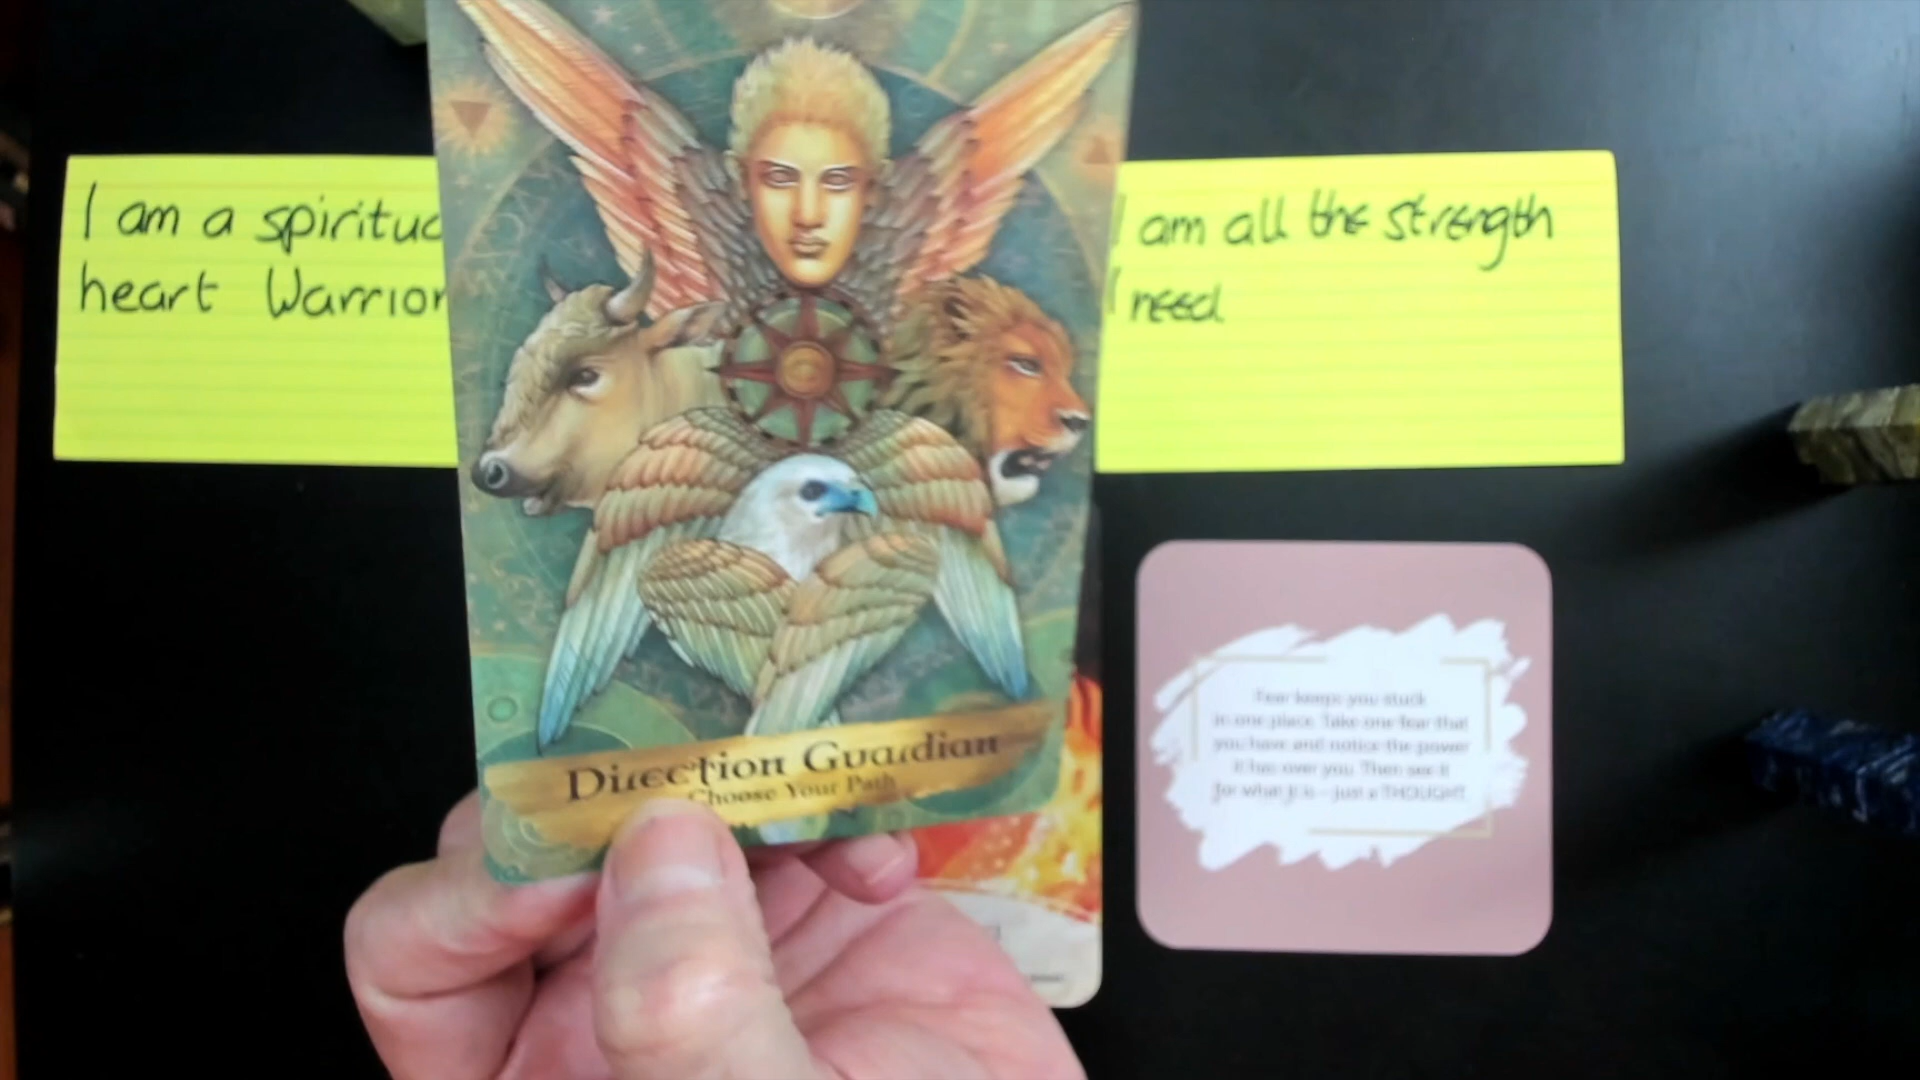 I am a spiritua
heart Warrior
I am all the strength
I need
Direction Guardian
Choose Your Path
Fear keeps you stuck
in one place. Take one fear that
you have and notice the power
it has over you. Then see it
for what it is – just a THOUGHT